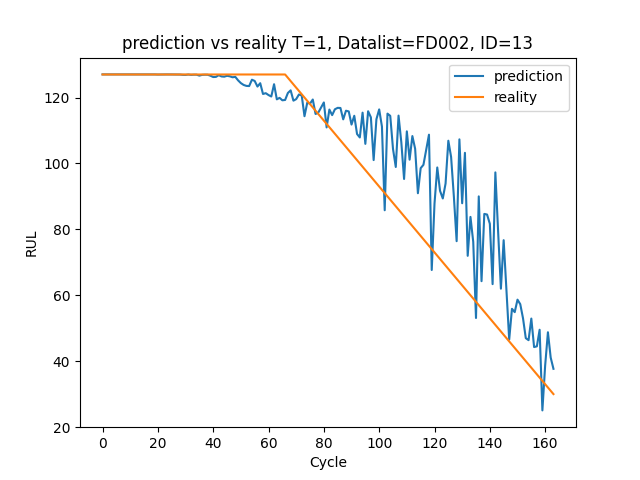 prediction vs reality T=1, Datalist=FD002, ID=13
prediction
reality
RUL
120
100
80
60
40
20
0 20 40 60 80 100 120 140 160
Cycle